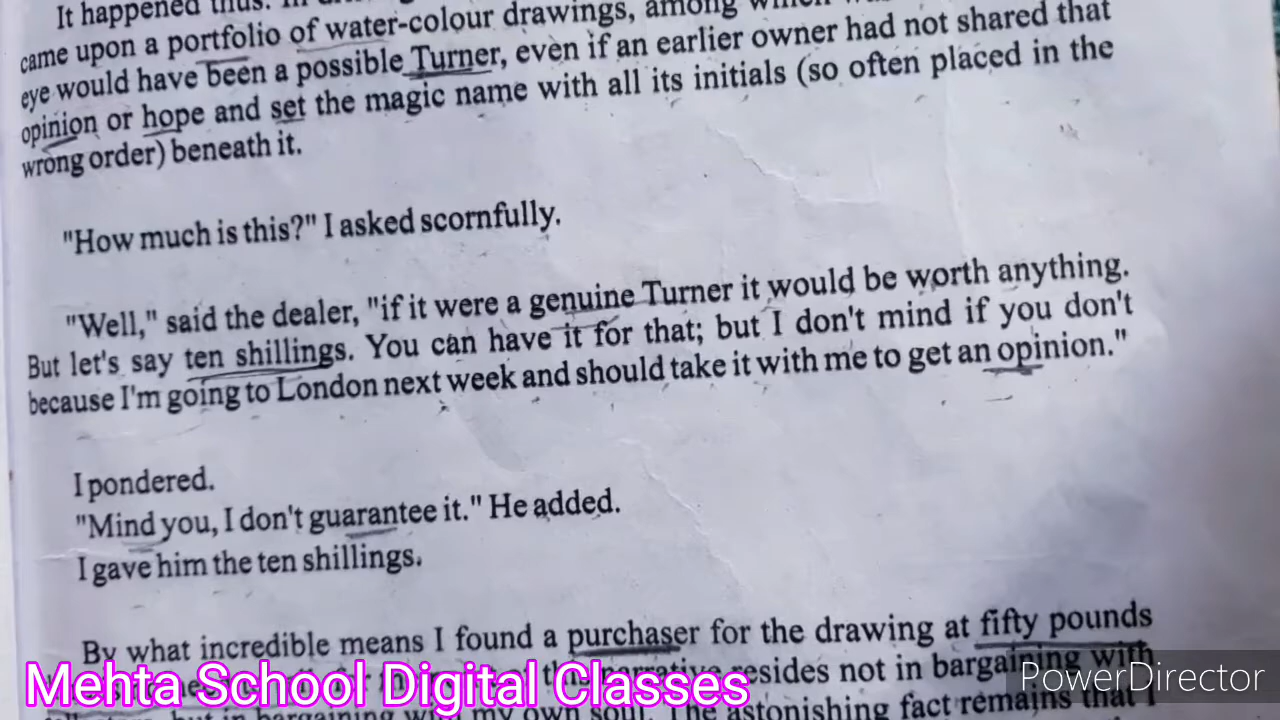 It happened thus.
came upon a portfolio of water-colour drawings, among
eye would have been a possible Turner, even if an earlier owner had not shared that
opinion or hope and set the magic name with all its initials (so often placed in the
wrong order) beneath it.
"How much is this?" I asked scornfully.
"Well," said the dealer, "if it were a genuine Turner it would be worth anything.
But let's say ten shillings. You can have it for that; but I don't mind if you don't
because I'm going to London next week and should take it with me to get an opinion."
I pondered.
"Mind you, I don't guarantee it." He added.
I gave him the ten shillings.
By what incredible means I found a purchaser for the drawing at fifty pounds
narrative resides not in bargaining with
but in bargaining with my own soul. The astonishing fact remains that I
Mehta School Digital Classes
PowerDirector